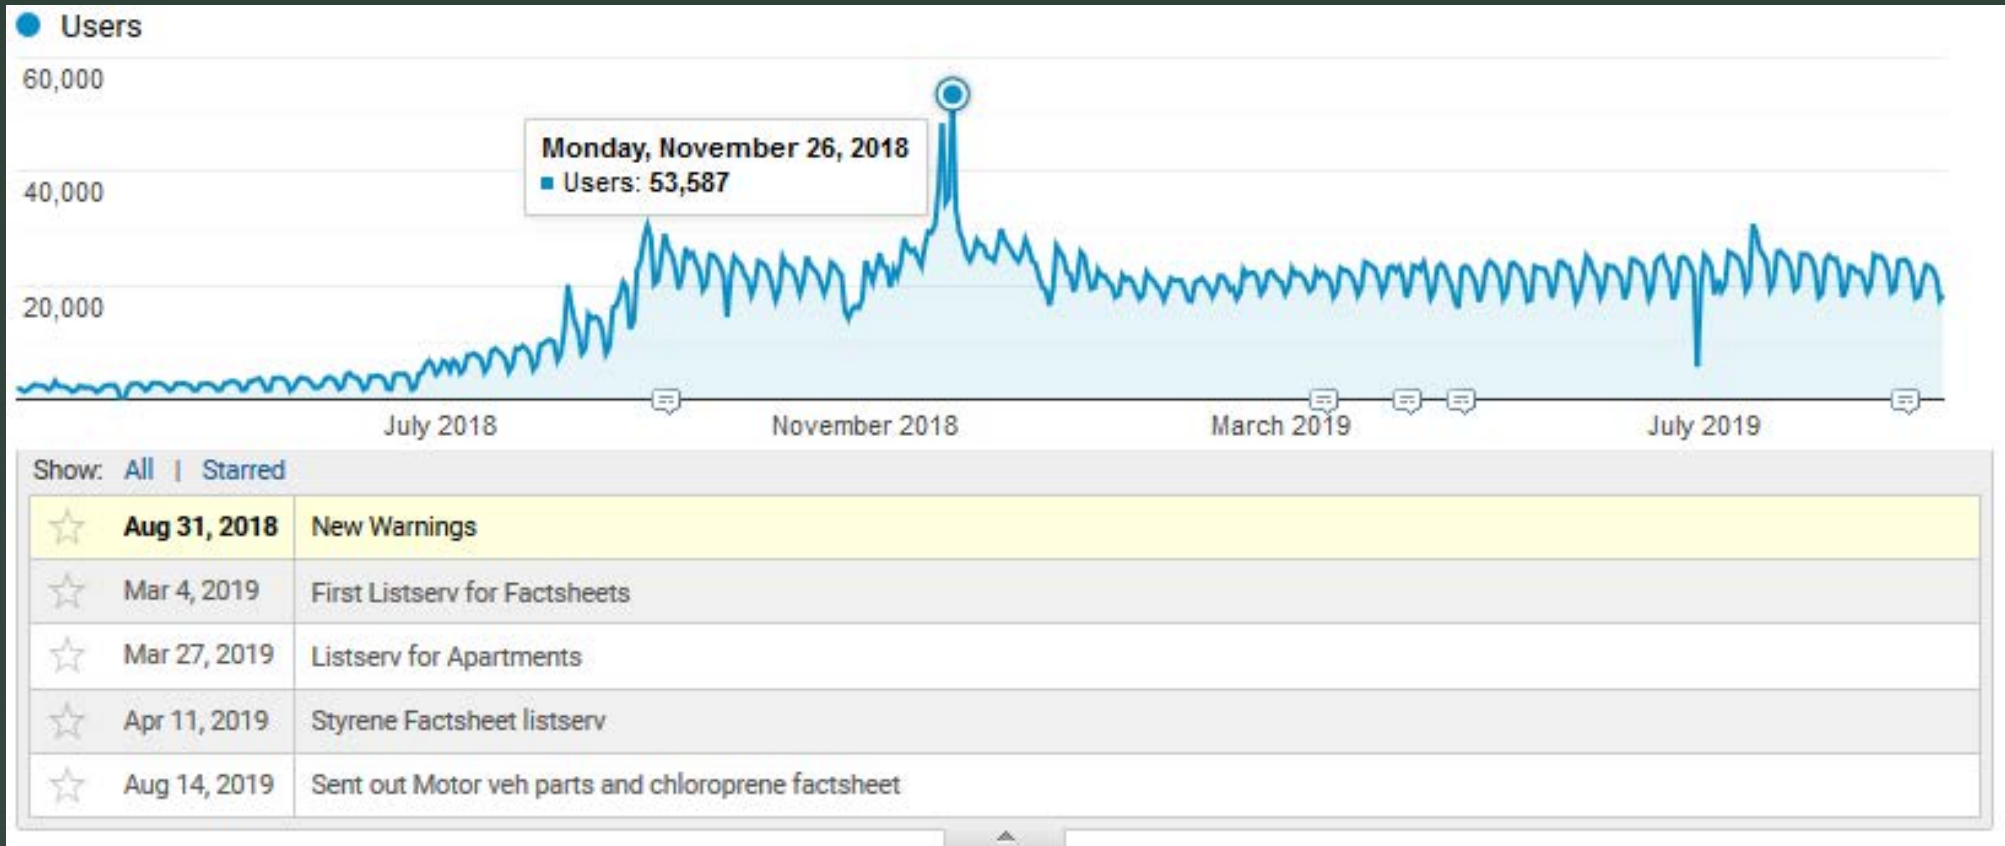 Users
60,000
40,000
20,000
Monday, November 26, 2018
Users: 53,587
July 2018 November 2018 March 2019 July 2019
Show: All | Starred
Aug 31, 2018 New Warnings
Mar 4, 2019 First Listserv for Factsheets
Mar 27, 2019 Listserv for Apartments
Apr 11, 2019 Styrene Factsheet listserv
Aug 14, 2019 Sent out Motor veh parts and chloroprene factsheet